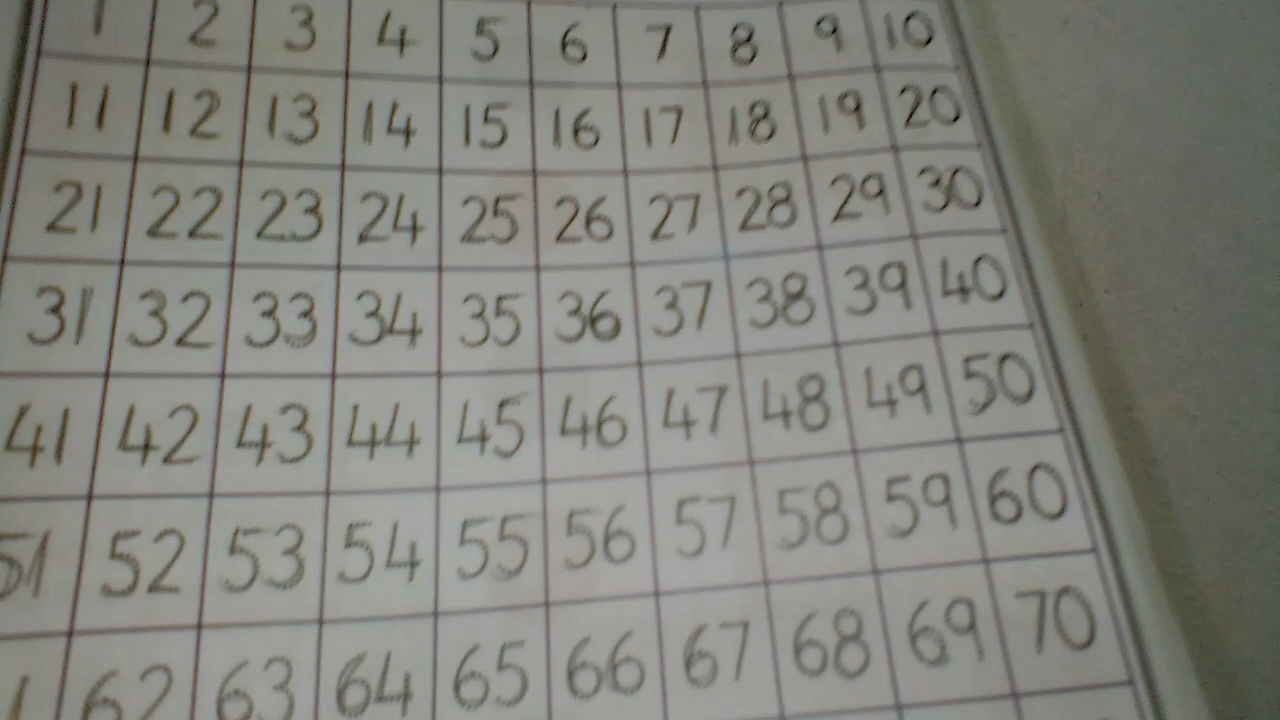 1 2 3 4 5 6 7 8 9 10
11 12 13 14 15 16 17 18 19 20
21 22 23 24 25 26 27 28 29 30
31 32 33 34 35 36 37 38 39 40
41 42 43 44 45 46 47 48 49 50
51 52 53 54 55 56 57 58 59 60
62 63 64 65 66 67 68 69 70